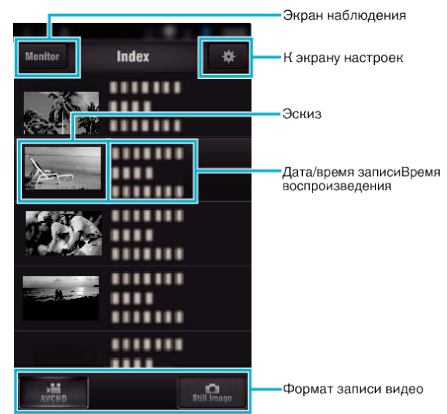 Экран наблюдения
Monitor
Index
К экрану настроек
Эскиз
Дата/время записиВремя
воспроизведения
AVCHD
Still Image
Формат записи видео